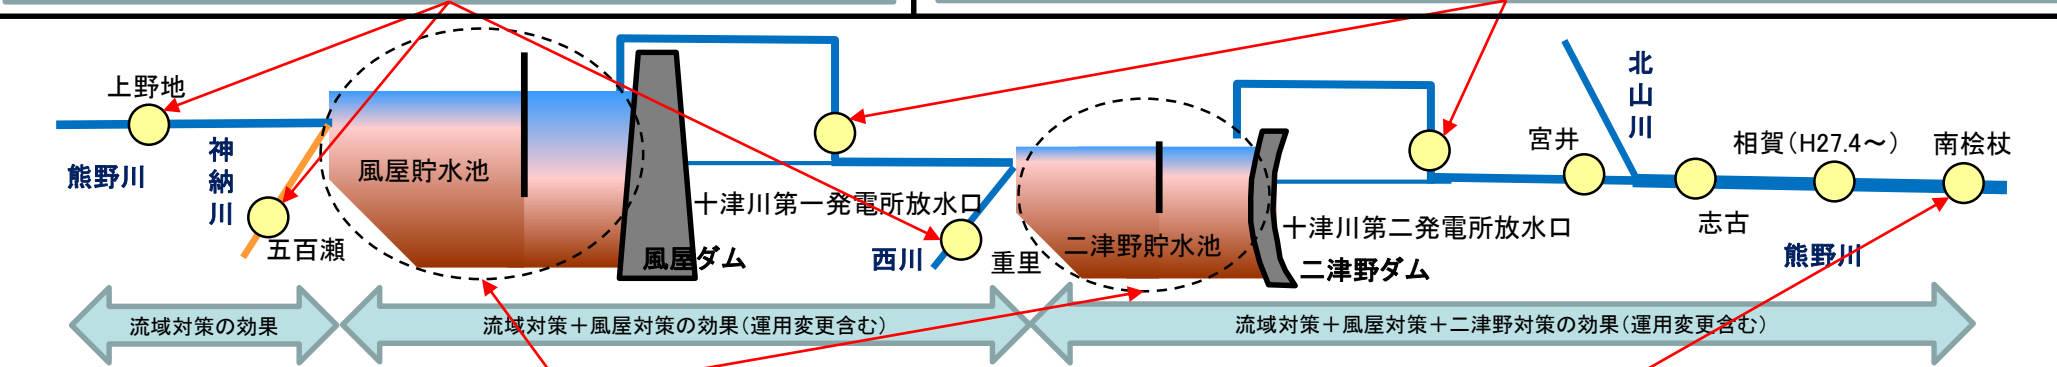 上野地
神納川
熊野川
五百瀬
風屋貯水池
風屋ダム
十津川第一発電所放水口
西川
重里
二津野貯水池
二津野ダム
十津川第二発電所放水口
宮井
北山川
志古
相賀(H27.4～)
南桧杖
熊野川
流域対策の効果
流域対策＋風屋対策の効果(運用変更含む)
流域対策＋風屋対策＋二津野対策の効果(運用変更含む)